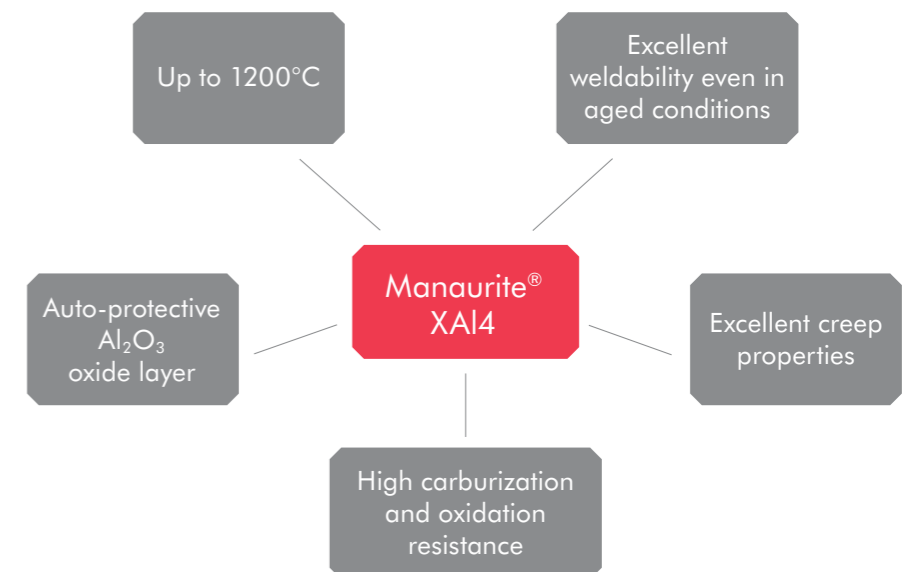 Up to 1200°C
Excellent
weldability even in
aged conditions
Manaurite®
XAl4
Auto-protective
Al₂O₃
oxide layer
Excellent creep
properties
High carburization
and oxidation
resistance